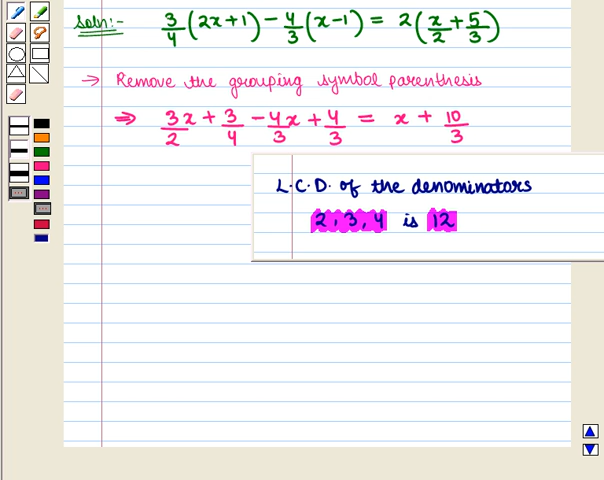 Soln:- 3/4 (2x+1) - 4/3 (x-1) = 2(x/2 + 5/3)
→ Remove the grouping symbol parenthesis
⇒ 3x/2 + 3/4 - 4x/3 + 4/3 = x + 10/3
L.C.D. of the denominators
2, 3, 4 is 12